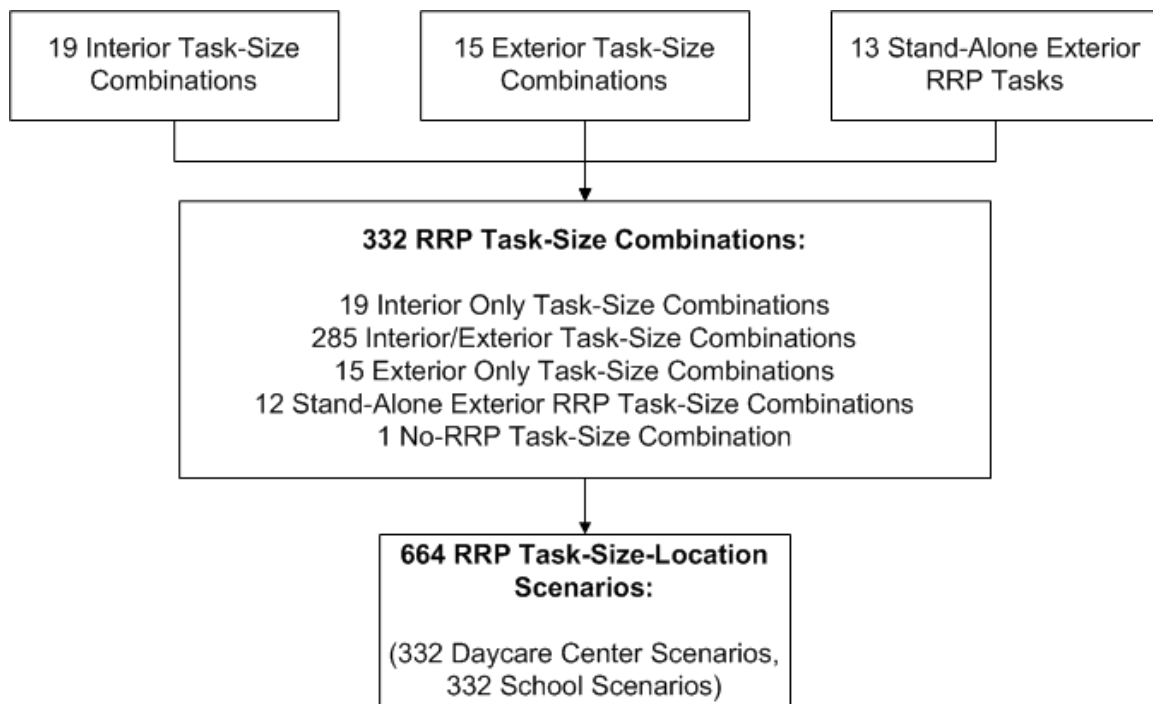 19 Interior Task-Size
Combinations
15 Exterior Task-Size
Combinations
13 Stand-Alone Exterior
RRP Tasks
332 RRP Task-Size Combinations:
19 Interior Only Task-Size Combinations
285 Interior/Exterior Task-Size Combinations
15 Exterior Only Task-Size Combinations
12 Stand-Alone Exterior RRP Task-Size Combinations
1 No-RRP Task-Size Combination
664 RRP Task-Size-Location
Scenarios:
(332 Daycare Center Scenarios,
332 School Scenarios)